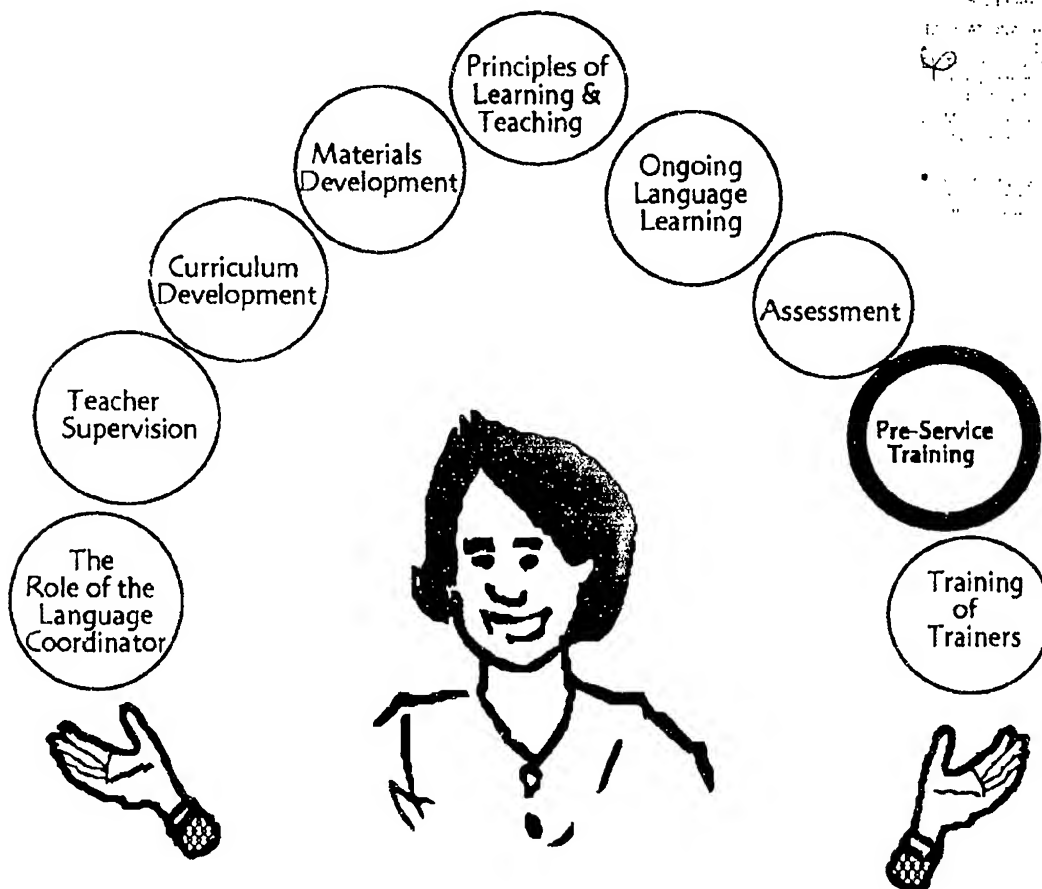 Principles of
Learning &
Teaching
Materials
Development
Ongoing
Language
Learning
Curriculum
Development
Assessment
Teacher
Supervision
Pre-Service
Training
The
Role of the
Language
Coordinator
Training
of
Trainers